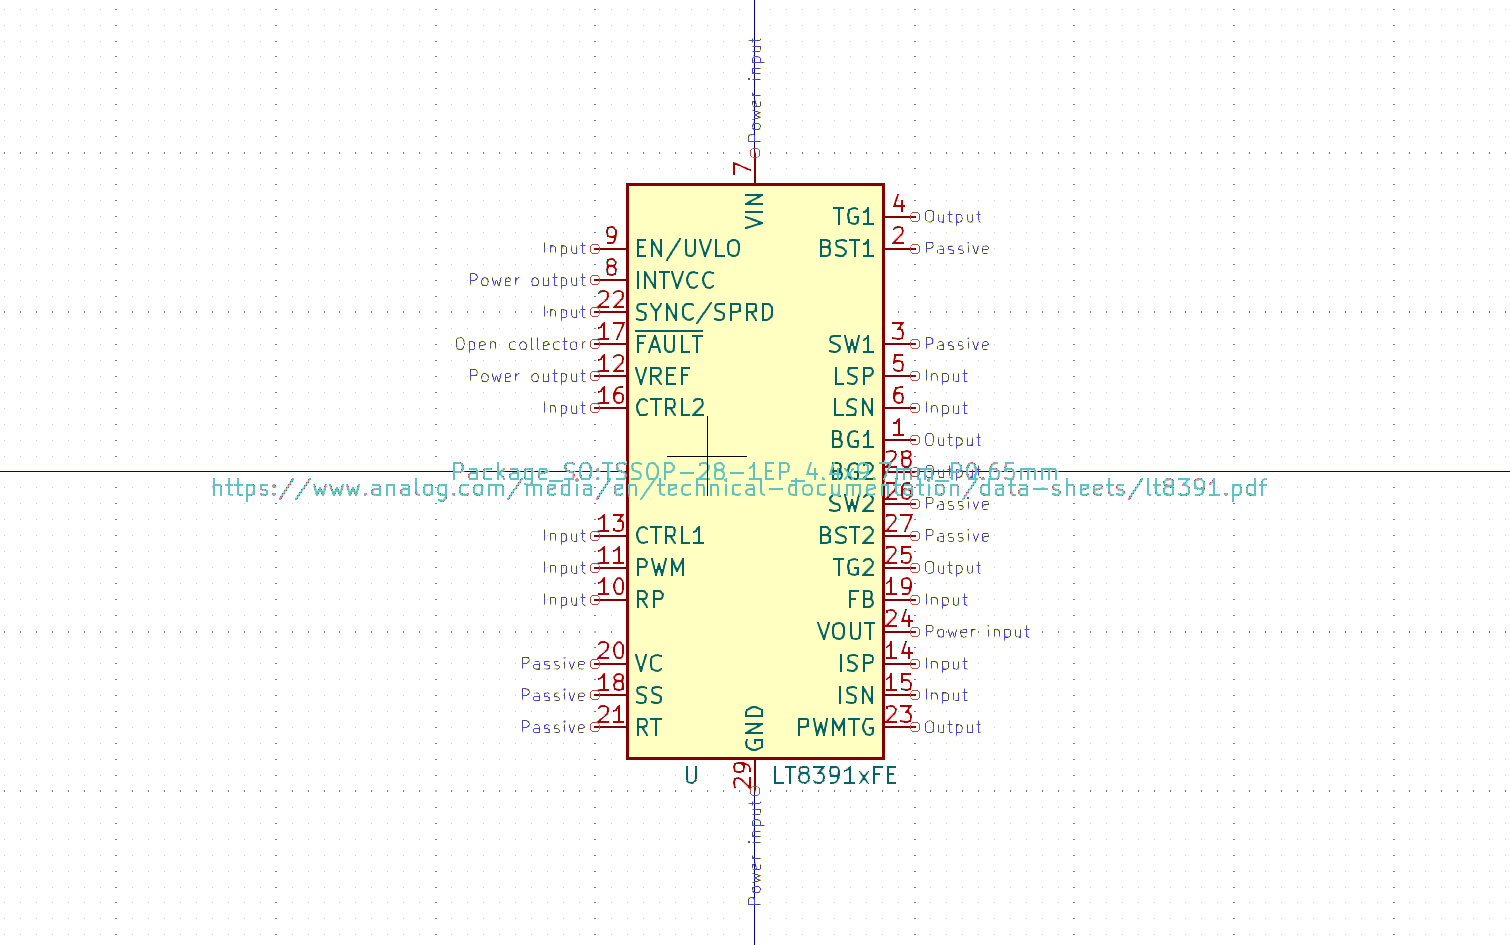 Power input
7
VIN
4
TG1
Output
9
Input
EN/UVLO
2
BST1
Passive
8
Power output
INTVCC
22
Input
SYNC/SPRD
17
Open collector
FAULT
3
SW1
Passive
12
Power output
VREF
5
LSP
Input
16
Input
CTRL2
6
LSN
Input
1
BG1
Output
28
BG2
Output
Package_SO:TSSOP-28-1EP_4.4x9.7mm_P0.65mm
https://www.analog.com/media/en/technical-documentation/data-sheets/lt8391.pdf
26
SW2
Passive
13
Input
CTRL1
27
BST2
Passive
11
Input
PWM
25
TG2
Output
10
Input
RP
19
FB
Input
24
VOUT
Power input
20
Passive
VC
14
ISP
Input
18
Passive
SS
15
ISN
Input
21
Passive
RT
23
PWMTG
Output
GND
29
U
LT8391xFE
Power input